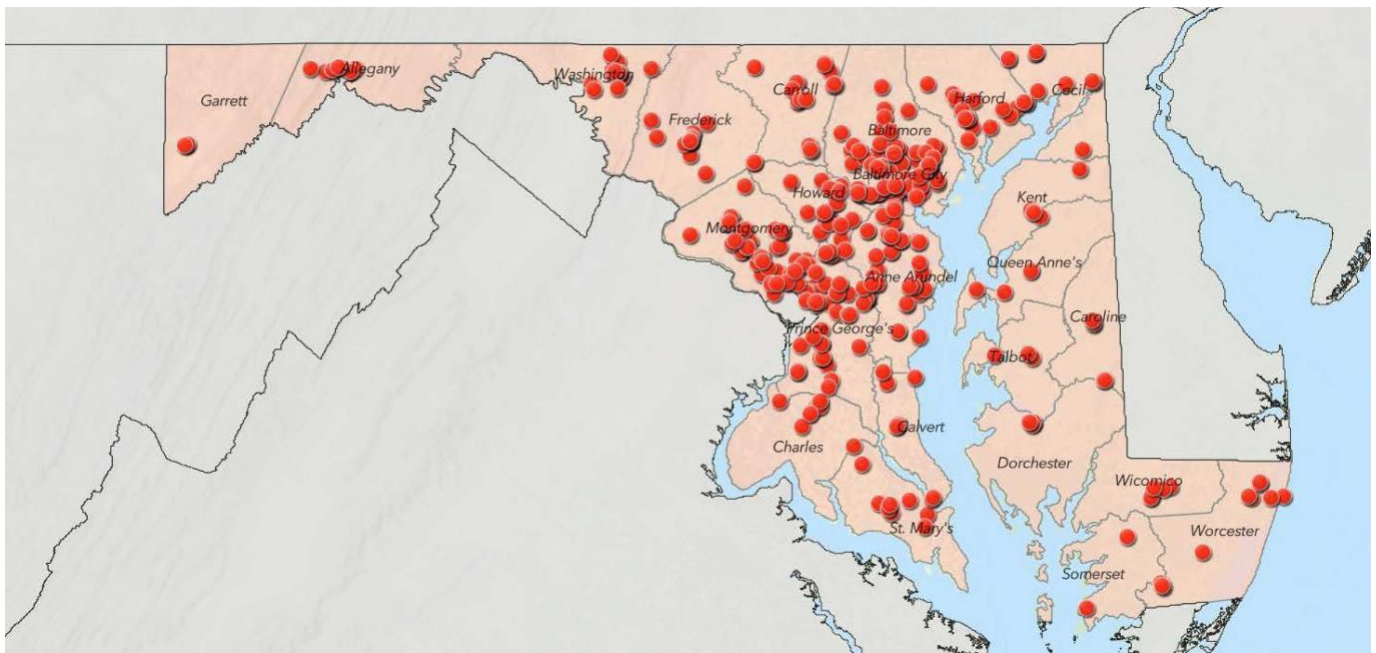 Allegany
Garrett
Washington
Frederick
Carroll
Harford
Cecil
Baltimore
Baltimore City
Howard
Kent
Montgomery
Queen Anne's
Anne Arundel
Prince George's
Caroline
Talbot
Calvert
Charles
Dorchester
Wicomico
St. Mary's
Worcester
Somerset